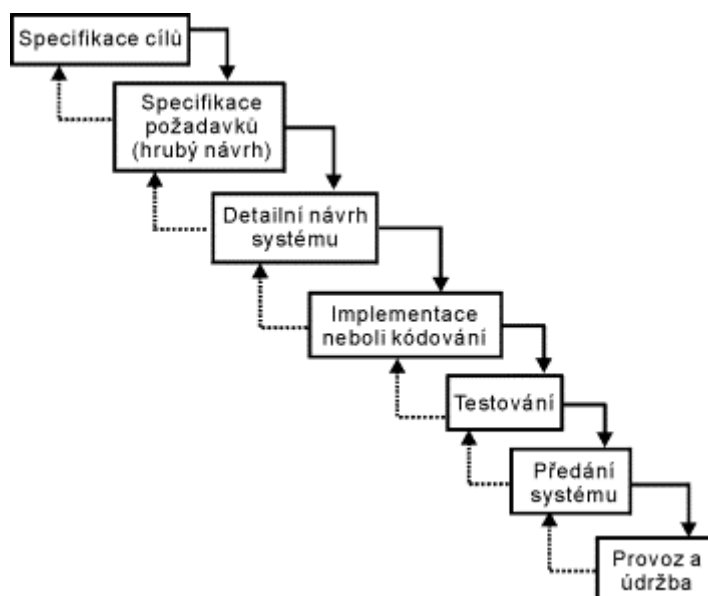 Specifikace cílů
Specifikace
požadavků
(hrubý návrh)
Detailní návrh
systému
Implementace
neboli kódování
Testování
Předání
systému
Provoz a
údržba